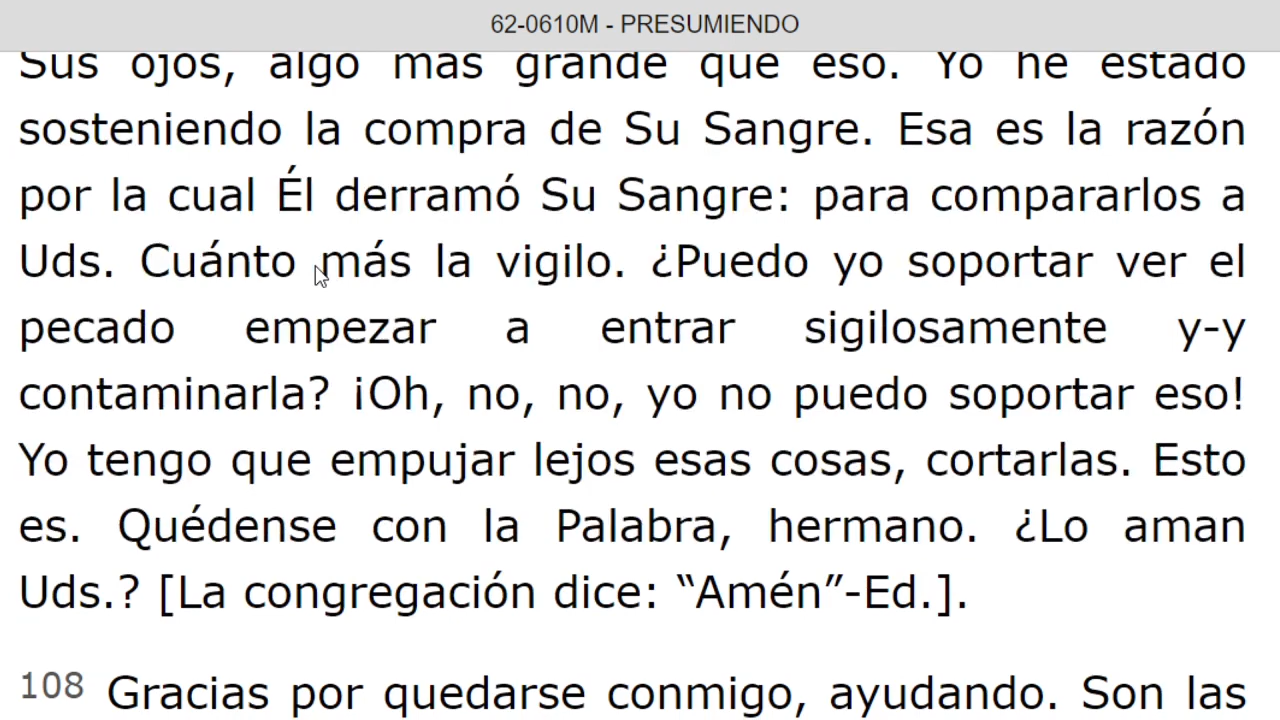 62-0610M - PRESUMIENDO
Sus ojos, algo más grande que eso. Yo he estado
sosteniendo la compra de Su Sangre. Esa es la razón
por la cual Él derramó Su Sangre: para compararlos a
Uds. Cuánto más la vigilo. ¿Puedo yo soportar ver el
pecado empezar a entrar sigilosamente y-y
contaminarla? ¡Oh, no, no, yo no puedo soportar eso!
Yo tengo que empujar lejos esas cosas, cortarlas. Esto
es. Quédense con la Palabra, hermano. ¿Lo aman
Uds.? [La congregación dice: “Amén”-Ed.].
108 Gracias por quedarse conmigo, ayudando. Son las